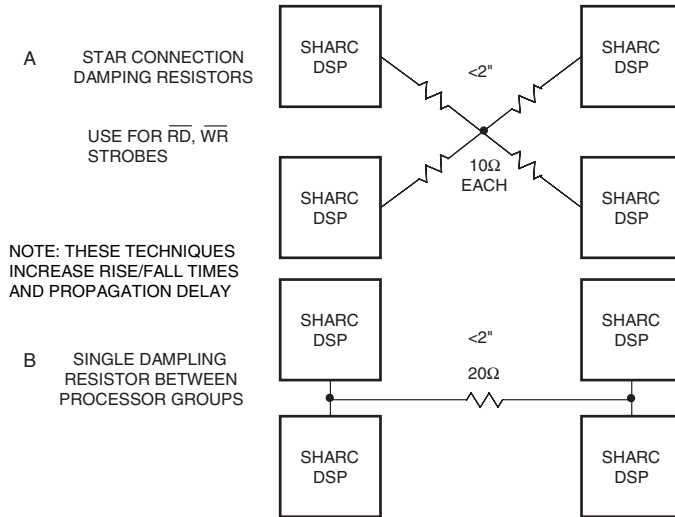 A
STAR CONNECTION
DAMPING RESISTORS
USE FOR R̅D̅, W̅R̅
STROBES
SHARC
DSP
<2"
SHARC
DSP
SHARC
DSP
10Ω
EACH
SHARC
DSP
NOTE: THESE TECHNIQUES
INCREASE RISE/FALL TIMES
AND PROPAGATION DELAY
B
SINGLE DAMPLING
RESISTOR BETWEEN
PROCESSOR GROUPS
SHARC
DSP
<2"
20Ω
SHARC
DSP
SHARC
DSP
SHARC
DSP